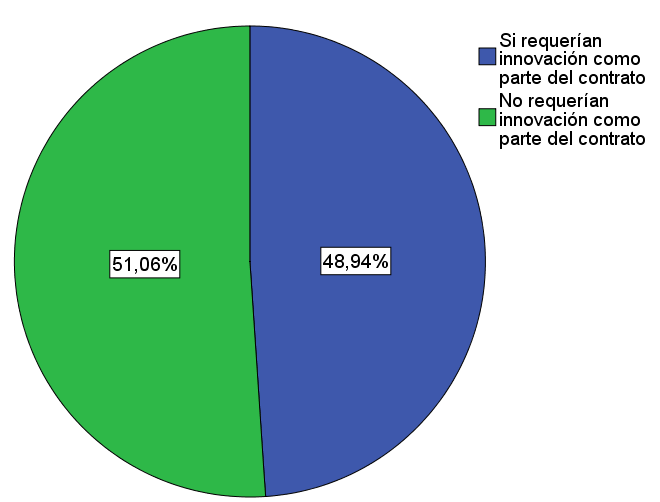 Si requerían
innovación como
parte del contrato
No requerían
innovación como
parte del contrato
51,06%
48,94%